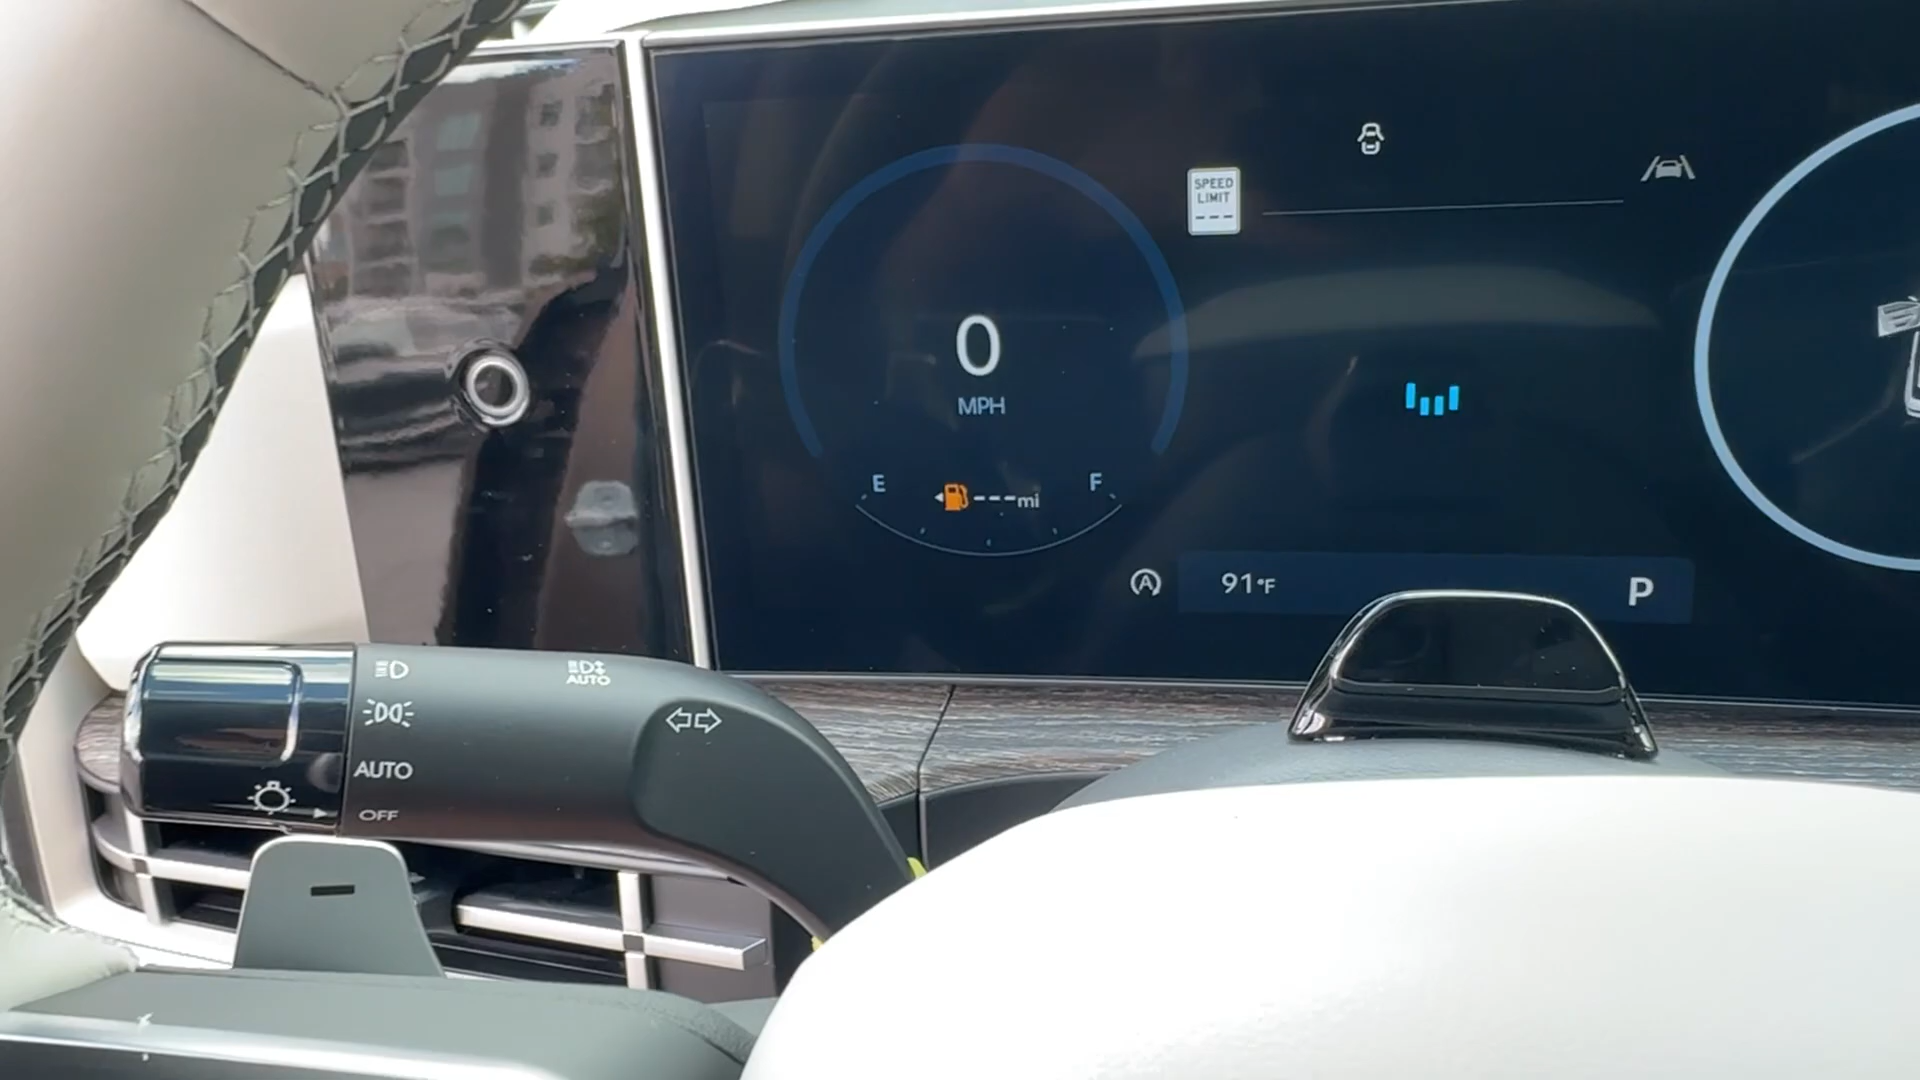 SPEED
LIMIT
---
0
MPH
E
F
---mi
A
91°F
P
AUTO
AUTO
OFF